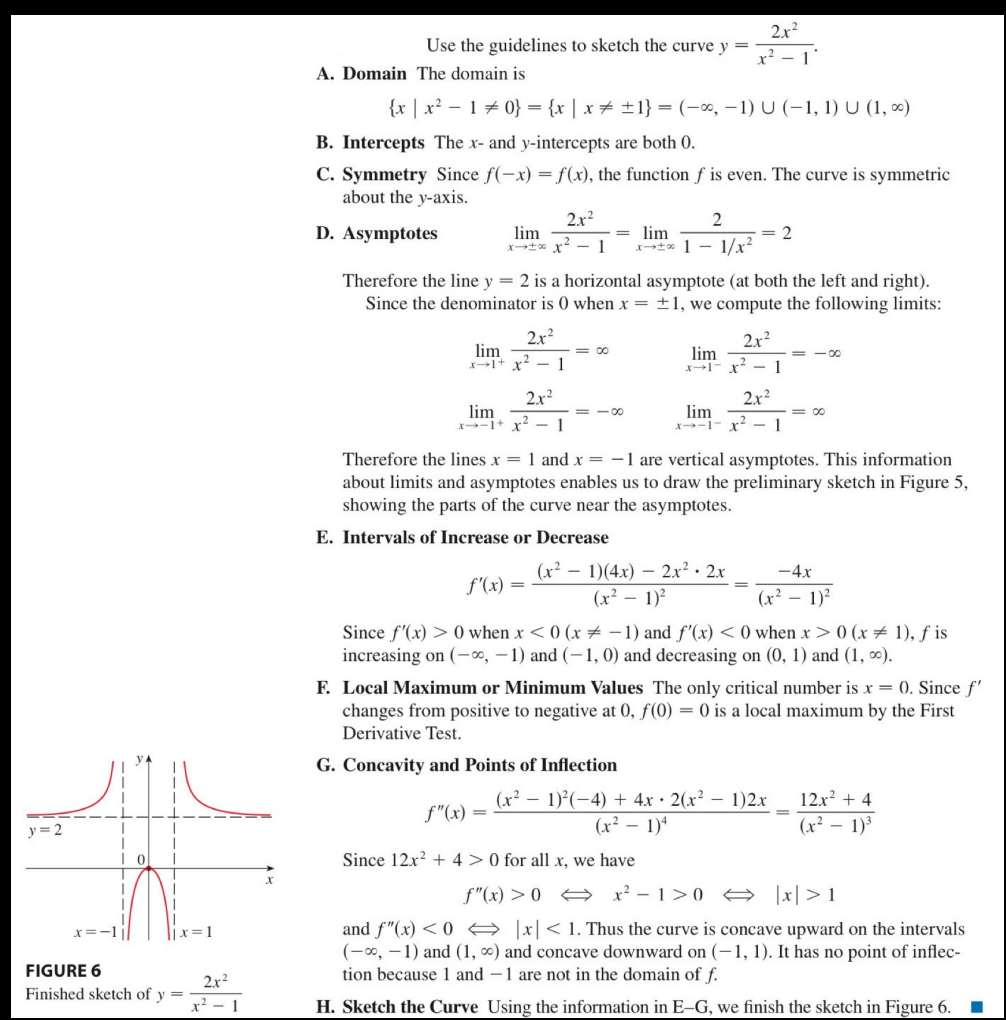 Use the guidelines to sketch the curve y = 2x²/(x² − 1).
A. Domain The domain is
{x | x² − 1 ≠ 0} = {x | x ≠ ±1} = (−∞, −1) ∪ (−1, 1) ∪ (1, ∞)
B. Intercepts The x- and y-intercepts are both 0.
C. Symmetry Since f(−x) = f(x), the function f is even. The curve is symmetric
about the y-axis.
D. Asymptotes lim x→±∞ 2x²/(x² − 1) = lim x→±∞ 2/(1 − 1/x²) = 2
Therefore the line y = 2 is a horizontal asymptote (at both the left and right).
Since the denominator is 0 when x = ±1, we compute the following limits:
lim x→1⁺ 2x²/(x² − 1) = ∞ lim x→1⁻ 2x²/(x² − 1) = −∞
lim x→−1⁺ 2x²/(x² − 1) = −∞ lim x→−1⁻ 2x²/(x² − 1) = ∞
Therefore the lines x = 1 and x = −1 are vertical asymptotes. This information
about limits and asymptotes enables us to draw the preliminary sketch in Figure 5,
showing the parts of the curve near the asymptotes.
E. Intervals of Increase or Decrease
f′(x) = ((x² − 1)(4x) − 2x² · 2x)/(x² − 1)² = −4x/(x² − 1)²
Since f′(x) > 0 when x < 0 (x ≠ −1) and f′(x) < 0 when x > 0 (x ≠ 1), f is
increasing on (−∞, −1) and (−1, 0) and decreasing on (0, 1) and (1, ∞).
F. Local Maximum or Minimum Values The only critical number is x = 0. Since f′
changes from positive to negative at 0, f(0) = 0 is a local maximum by the First
Derivative Test.
G. Concavity and Points of Inflection
f″(x) = ((x² − 1)²(−4) + 4x · 2(x² − 1)2x)/(x² − 1)⁴ = (12x² + 4)/(x² − 1)³
Since 12x² + 4 > 0 for all x, we have
f″(x) > 0 ⟺ x² − 1 > 0 ⟺ |x| > 1
and f″(x) < 0 ⟺ |x| < 1. Thus the curve is concave upward on the intervals
(−∞, −1) and (1, ∞) and concave downward on (−1, 1). It has no point of inflec-
tion because 1 and −1 are not in the domain of f.
H. Sketch the Curve Using the information in E–G, we finish the sketch in Figure 6.
y
y = 2
0
x
x = −1
x = 1
FIGURE 6
Finished sketch of y = 2x²/(x² − 1)